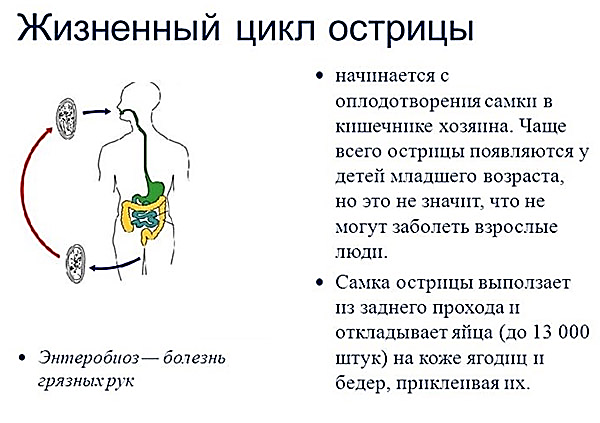 Жизненный цикл острицы
• начинается с
оплодотворения самки в
кишечнике хозяина. Чаще
всего острицы появляются у
детей младшего возраста,
но это не значит, что не
могут заболеть взрослые
люди.
• Самка острицы выползает
из заднего прохода и
откладывает яйца (до 13 000
штук) на коже ягодиц и
бедер, приклеивая их.
• Энтеробиоз — болезнь
грязных рук